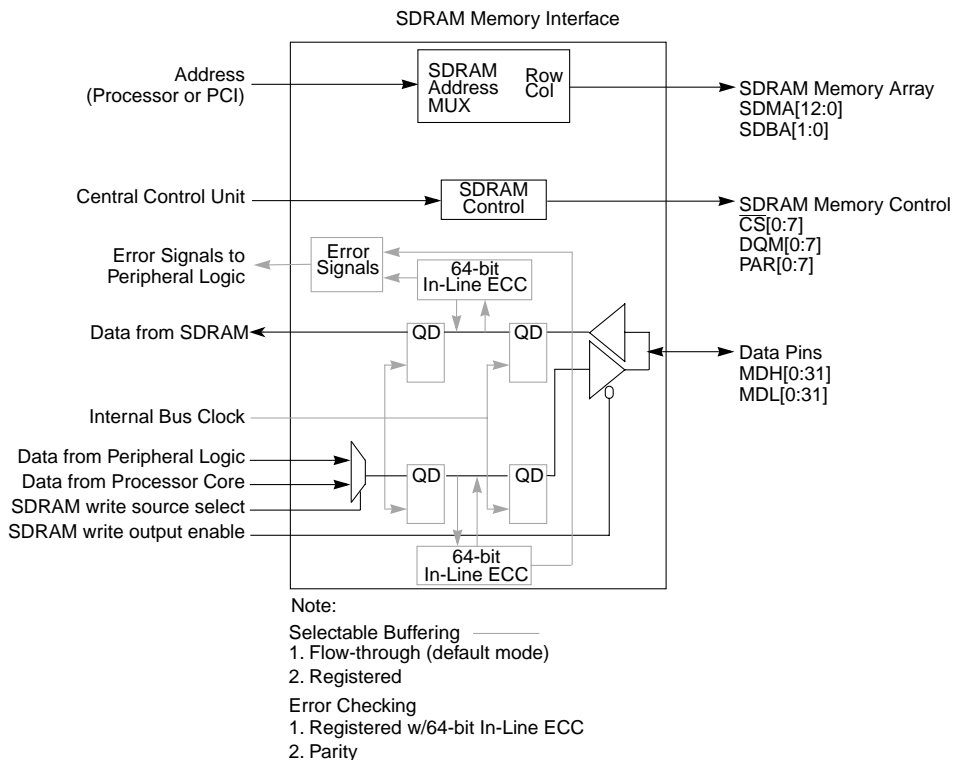 SDRAM Memory Interface
Address
(Processor or PCI)
SDRAM
Address
MUX
Row
Col
SDRAM Memory Array
SDMA[12:0]
SDBA[1:0]
Central Control Unit
SDRAM
Control
SDRAM Memory Control
CS[0:7]
DQM[0:7]
PAR[0:7]
Error Signals to
Peripheral Logic
Error
Signals
64-bit
In-Line ECC
Data from SDRAM
QD
QD
Data Pins
MDH[0:31]
MDL[0:31]
Internal Bus Clock
Data from Peripheral Logic
Data from Processor Core
SDRAM write source select
SDRAM write output enable
QD
QD
64-bit
In-Line ECC
Note:
Selectable Buffering
1. Flow-through (default mode)
2. Registered
Error Checking
1. Registered w/64-bit In-Line ECC
2. Parity